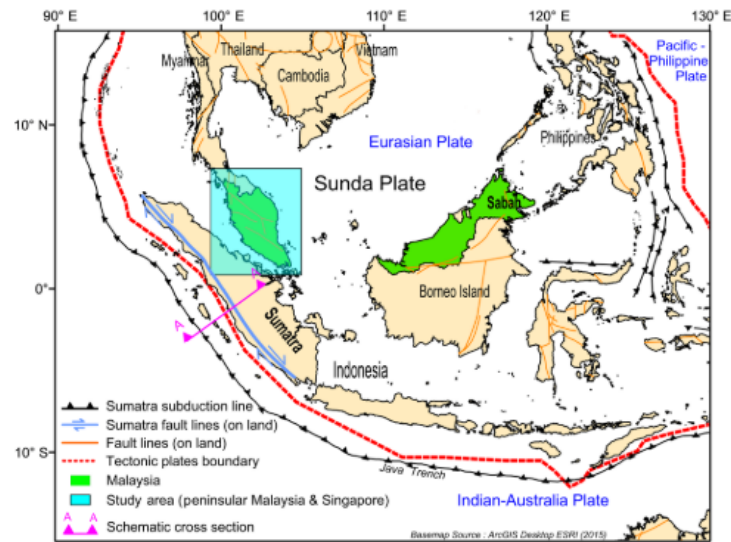 90° E
100° E
110° E
120° E
130° E
Thailand
Vietnam
Myanmar
Cambodia
Pacific -
Philippine
Plate
10° N
Eurasian Plate
Philippines
Sunda Plate
Sabah
0°
A
A
Borneo Island
Sumatra
Indonesia
Sumatra subduction line
Sumatra fault lines (on land)
Fault lines (on land)
Tectonic plates boundary
10° S
Java Trench
Malaysia
Study area (peninsular Malaysia & Singapore)
Indian-Australia Plate
A A
Schematic cross section
Basemap Source : ArcGIS Desktop ESRI (2015)